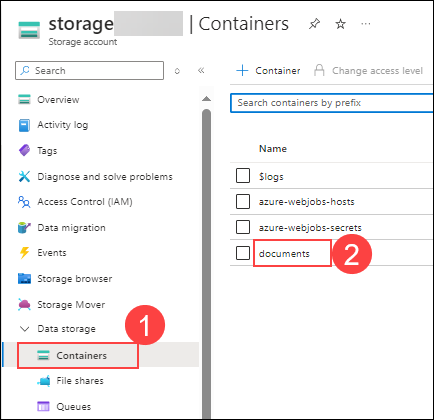 storage | Containers
Storage account
Search
Overview
Activity log
Tags
Diagnose and solve problems
Access Control (IAM)
Data migration
Events
Storage browser
Storage Mover
Data storage
1
Containers
File shares
Queues
Container
Change access level
Search containers by prefix
Name
$logs
azure-webjobs-hosts
azure-webjobs-secrets
documents
2